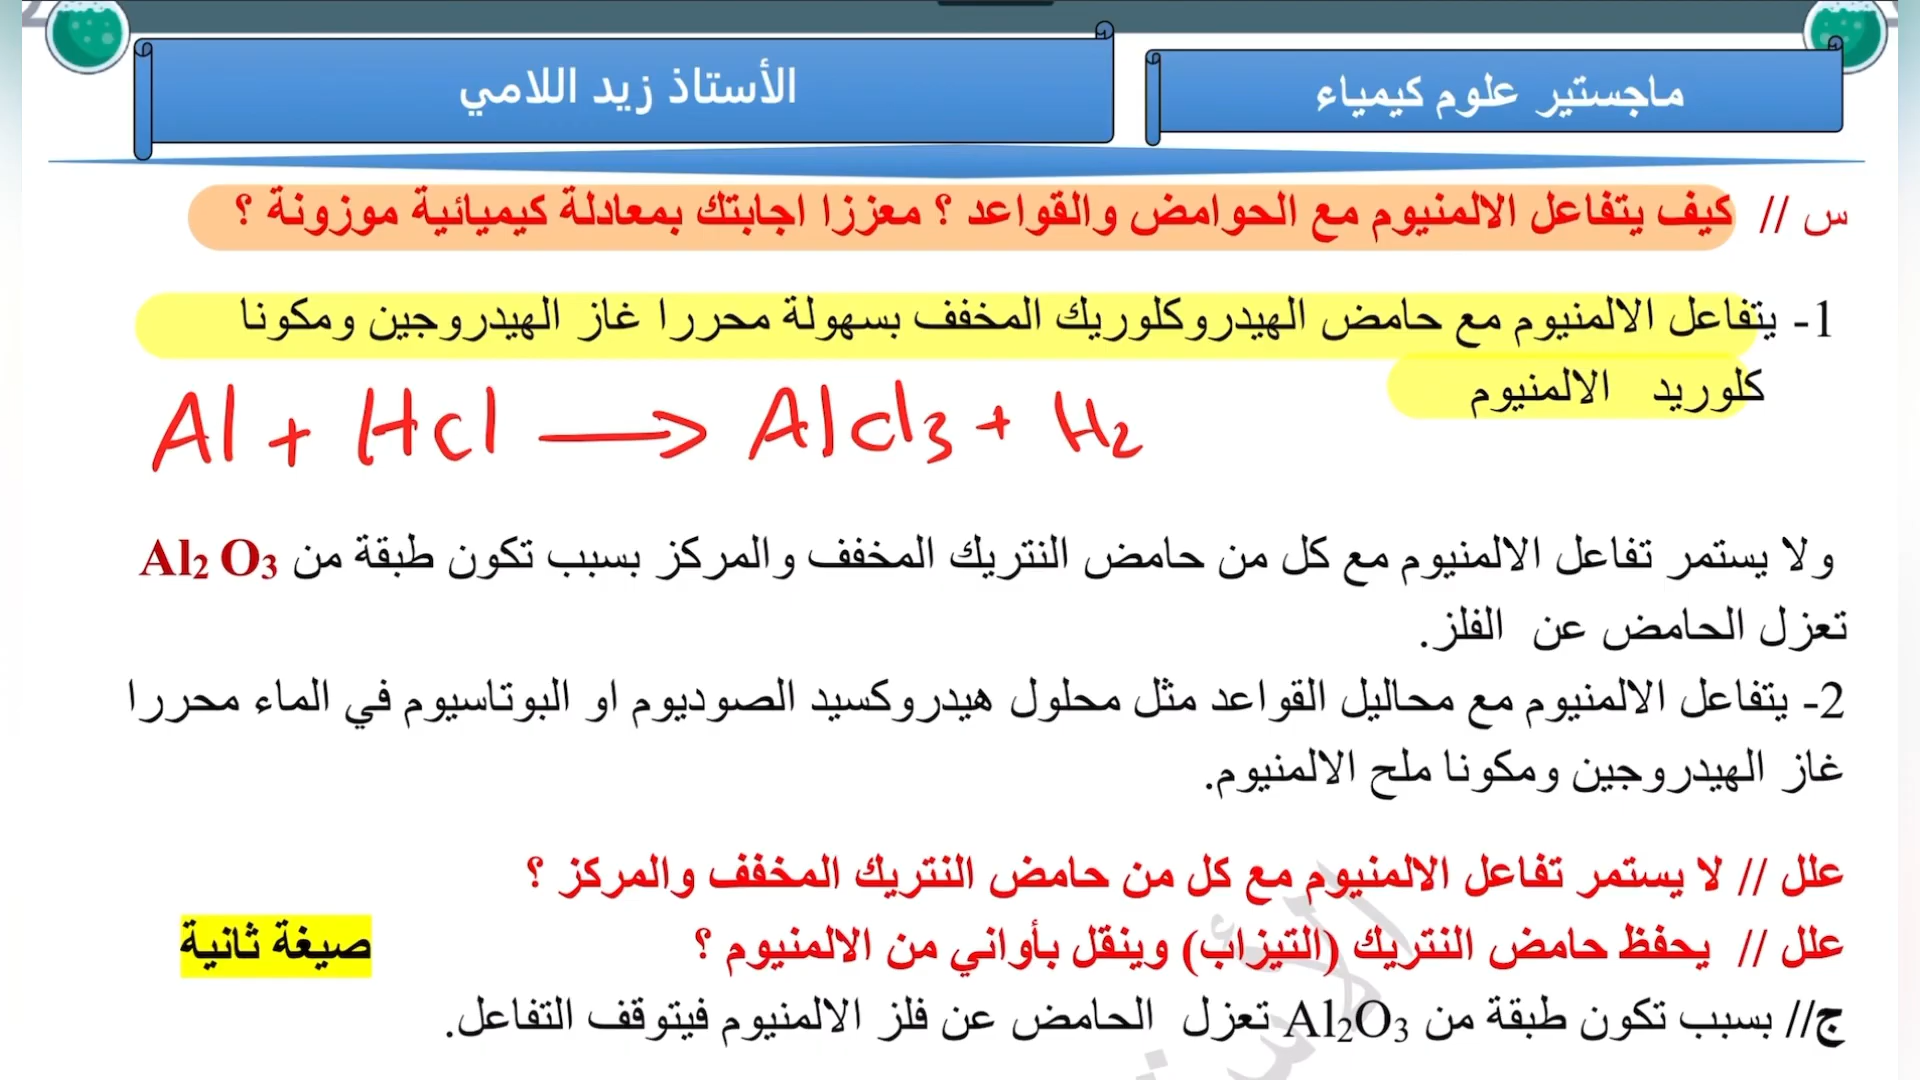 ماجستير علوم كيمياء
الأستاذ زيد اللامي
س // كيف يتفاعل الالمنيوم مع الحوامض والقواعد ؟ معززا اجابتك بمعادلة كيميائية موزونة ؟
1- يتفاعل الالمنيوم مع حامض الهيدروكلوريك المخفف بسهولة محررا غاز الهيدروجين ومكونا
كلوريد الالمنيوم
Al + Hcl → Alcl3 + H2
ولا يستمر تفاعل الالمنيوم مع كل من حامض النتريك المخفف والمركز بسبب تكون طبقة من Al2 O3
تعزل الحامض عن الفلز.
2- يتفاعل الالمنيوم مع محاليل القواعد مثل محلول هيدروكسيد الصوديوم او البوتاسيوم في الماء محررا
غاز الهيدروجين ومكونا ملح الالمنيوم.
علل // لا يستمر تفاعل الالمنيوم مع كل من حامض النتريك المخفف والمركز ؟
علل // يحفظ حامض النتريك (التيزاب) وينقل بأواني من الالمنيوم ؟ صيغة ثانية
ج// بسبب تكون طبقة من Al2O3 تعزل الحامض عن فلز الالمنيوم فيتوقف التفاعل.